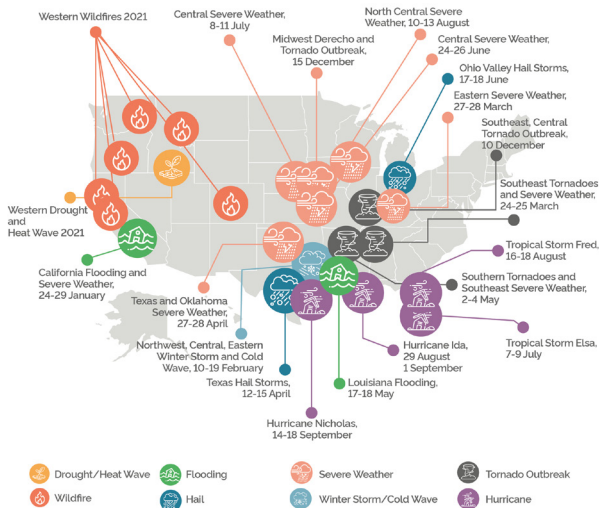 Western Wildfires 2021
Central Severe Weather,
8-11 July
Midwest Derecho and
Tornado Outbreak,
15 December
North Central Severe
Weather, 10-13 August
Central Severe Weather,
24-26 June
Ohio Valley Hail Storms,
17-18 June
Eastern Severe Weather,
27-28 March
Southeast, Central
Tornado Outbreak,
10 December
Southeast Tornadoes
and Severe Weather,
24-25 March
Western Drought
and
Heat Wave 2021
Tropical Storm Fred,
16-18 August
California Flooding and
Severe Weather,
24-29 January
Texas and Oklahoma
Severe Weather,
27-28 April
Southern Tornadoes and
Southeast Severe Weather,
2-4 May
Northwest, Central, Eastern
Winter Storm and Cold
Wave, 10-19 February
Hurricane Ida,
29 August
1 September
Tropical Storm Elsa,
7-9 July
Texas Hail Storms,
12-15 April
Louisiana Flooding,
17-18 May
Hurricane Nicholas,
14-18 September
Drought/Heat Wave
Flooding
Severe Weather
Tornado Outbreak
Wildfire
Hail
Winter Storm/Cold Wave
Hurricane